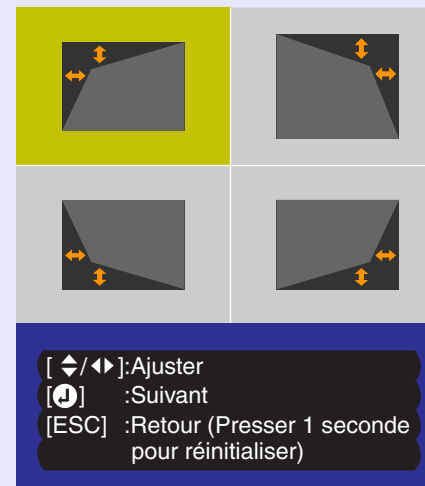 [ ⬍/⬌ ]:Ajuster
[⏎] :Suivant
[ESC] :Retour (Presser 1 seconde
pour réinitialiser)